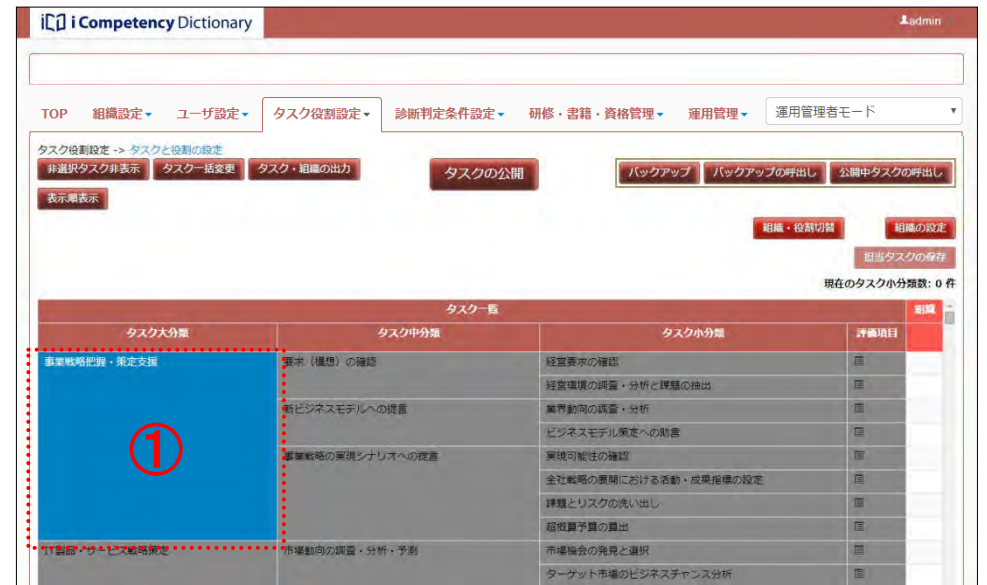 iCD i Competency Dictionary
admin
TOP 組織設定 ユーザ設定 タスク役割設定 診断判定条件設定 研修・書籍・資格管理 運用管理 運用管理者モード
タスク役割設定 -> タスクと役割の設定
非選択タスク非表示 タスク一括変更 タスク・組織の出力 タスクの公開 バックアップ バックアップの呼出し 公開中タスクの呼出し
表示順表示
組織・役割切替 組織の設定
担当タスクの保存
現在のタスク小分類数: 0 件
タスク一覧 組織
タスク大分類 タスク中分類 タスク小分類 評価項目
事業戦略把握・策定支援 要求（構想）の確認 経営要求の確認
経営環境の調査・分析と課題の抽出
新ビジネスモデルへの提言 業界動向の調査・分析
ビジネスモデル策定への助言
①
事業戦略の実現シナリオへの提言 実現可能性の確認
全社戦略の展開における活動・成果指標の設定
課題とリスクの洗い出し
超概算予算の算出
IT製品・サービス戦略策定 市場動向の調査・分析・予測 市場機会の発見と選択
ターゲット市場のビジネスチャンス分析